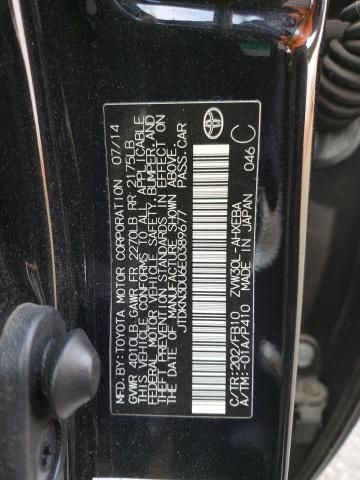 MFD.BY:TOYOTA MOTOR CORPORATION 07/14
GVWR 4010LB GAWR FR 2270LB RR 2175LB
THIS VEHICLE CONFORMS TO ALL APPLICABLE
FEDERAL MOTOR VEHICLE SAFETY,BUMPER,AND
THEFT PREVENTION STANDARDS IN EFFECT ON
THE DATE OF MANUFACTURE SHOWN ABOVE.
JTDKN3DU6E0389677 PASS.CAR
TOYOTA
046 C
C/TR:202/FB10 ZVW30L-AHXEBA
A/TM:-01A/P410 MADE IN JAPAN